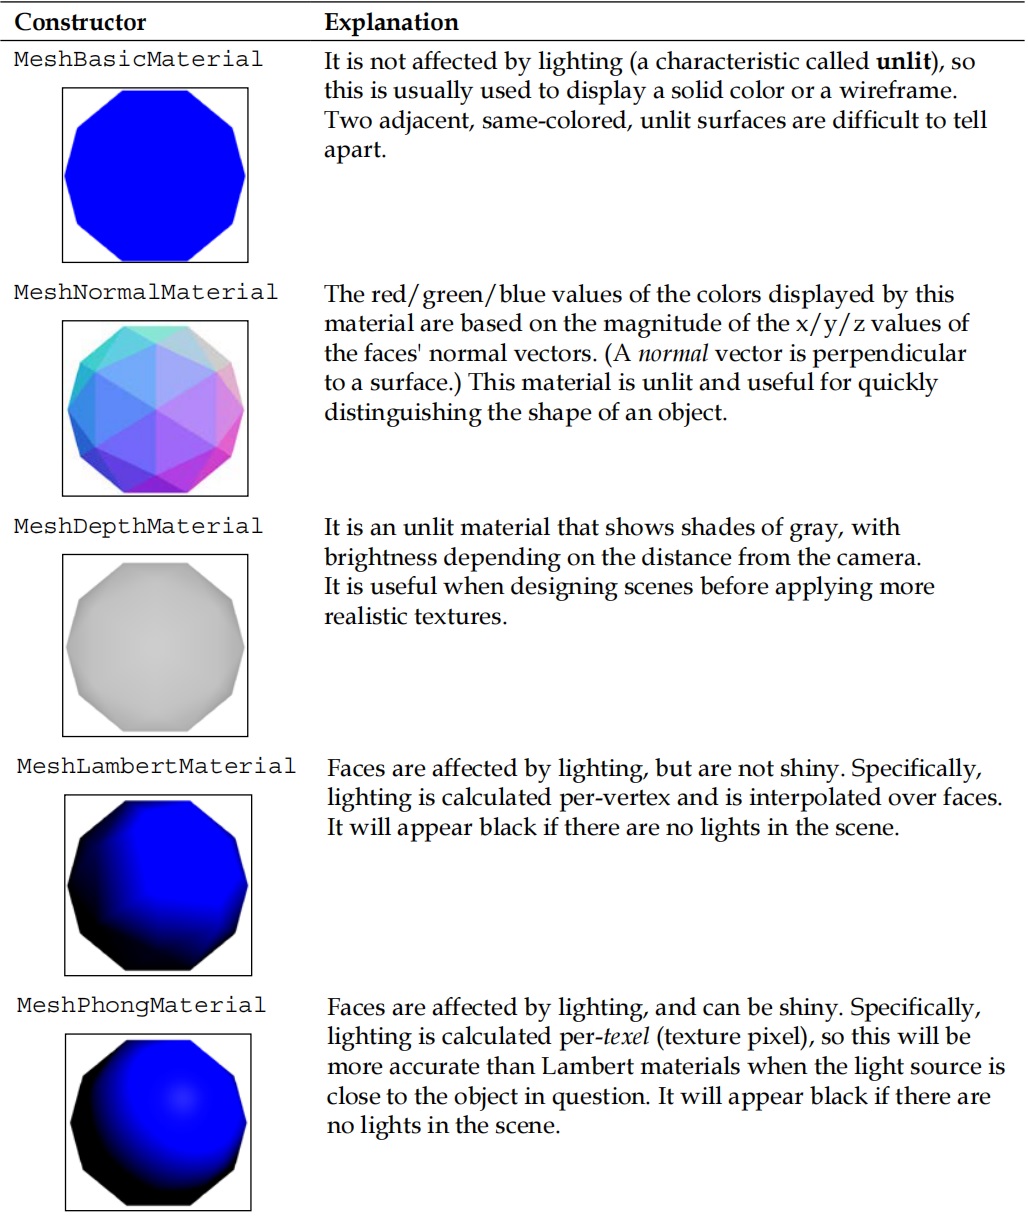 Constructor Explanation
MeshBasicMaterial
It is not affected by lighting (a characteristic called unlit), so
this is usually used to display a solid color or a wireframe.
Two adjacent, same-colored, unlit surfaces are difficult to tell
apart.
MeshNormalMaterial
The red/green/blue values of the colors displayed by this
material are based on the magnitude of the x/y/z values of
the faces' normal vectors. (A normal vector is perpendicular
to a surface.) This material is unlit and useful for quickly
distinguishing the shape of an object.
MeshDepthMaterial
It is an unlit material that shows shades of gray, with
brightness depending on the distance from the camera.
It is useful when designing scenes before applying more
realistic textures.
MeshLambertMaterial
Faces are affected by lighting, but are not shiny. Specifically,
lighting is calculated per-vertex and is interpolated over faces.
It will appear black if there are no lights in the scene.
MeshPhongMaterial
Faces are affected by lighting, and can be shiny. Specifically,
lighting is calculated per-texel (texture pixel), so this will be
more accurate than Lambert materials when the light source is
close to the object in question. It will appear black if there are
no lights in the scene.